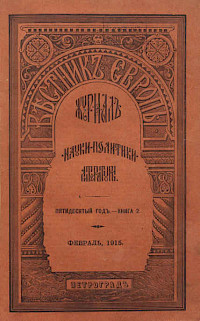 ВѢСТНИКЪ ЕВРОПЫ
ЖУРНАЛЪ
НАУКИ-ПОЛИТИКИ
ЛИТЕРАТУРЫ.
ПЯТИДЕСЯТЫЙ ГОДЪ.—КНИГА 2.
ФЕВРАЛЬ, 1915.
ПЕТРОГРАДЪ